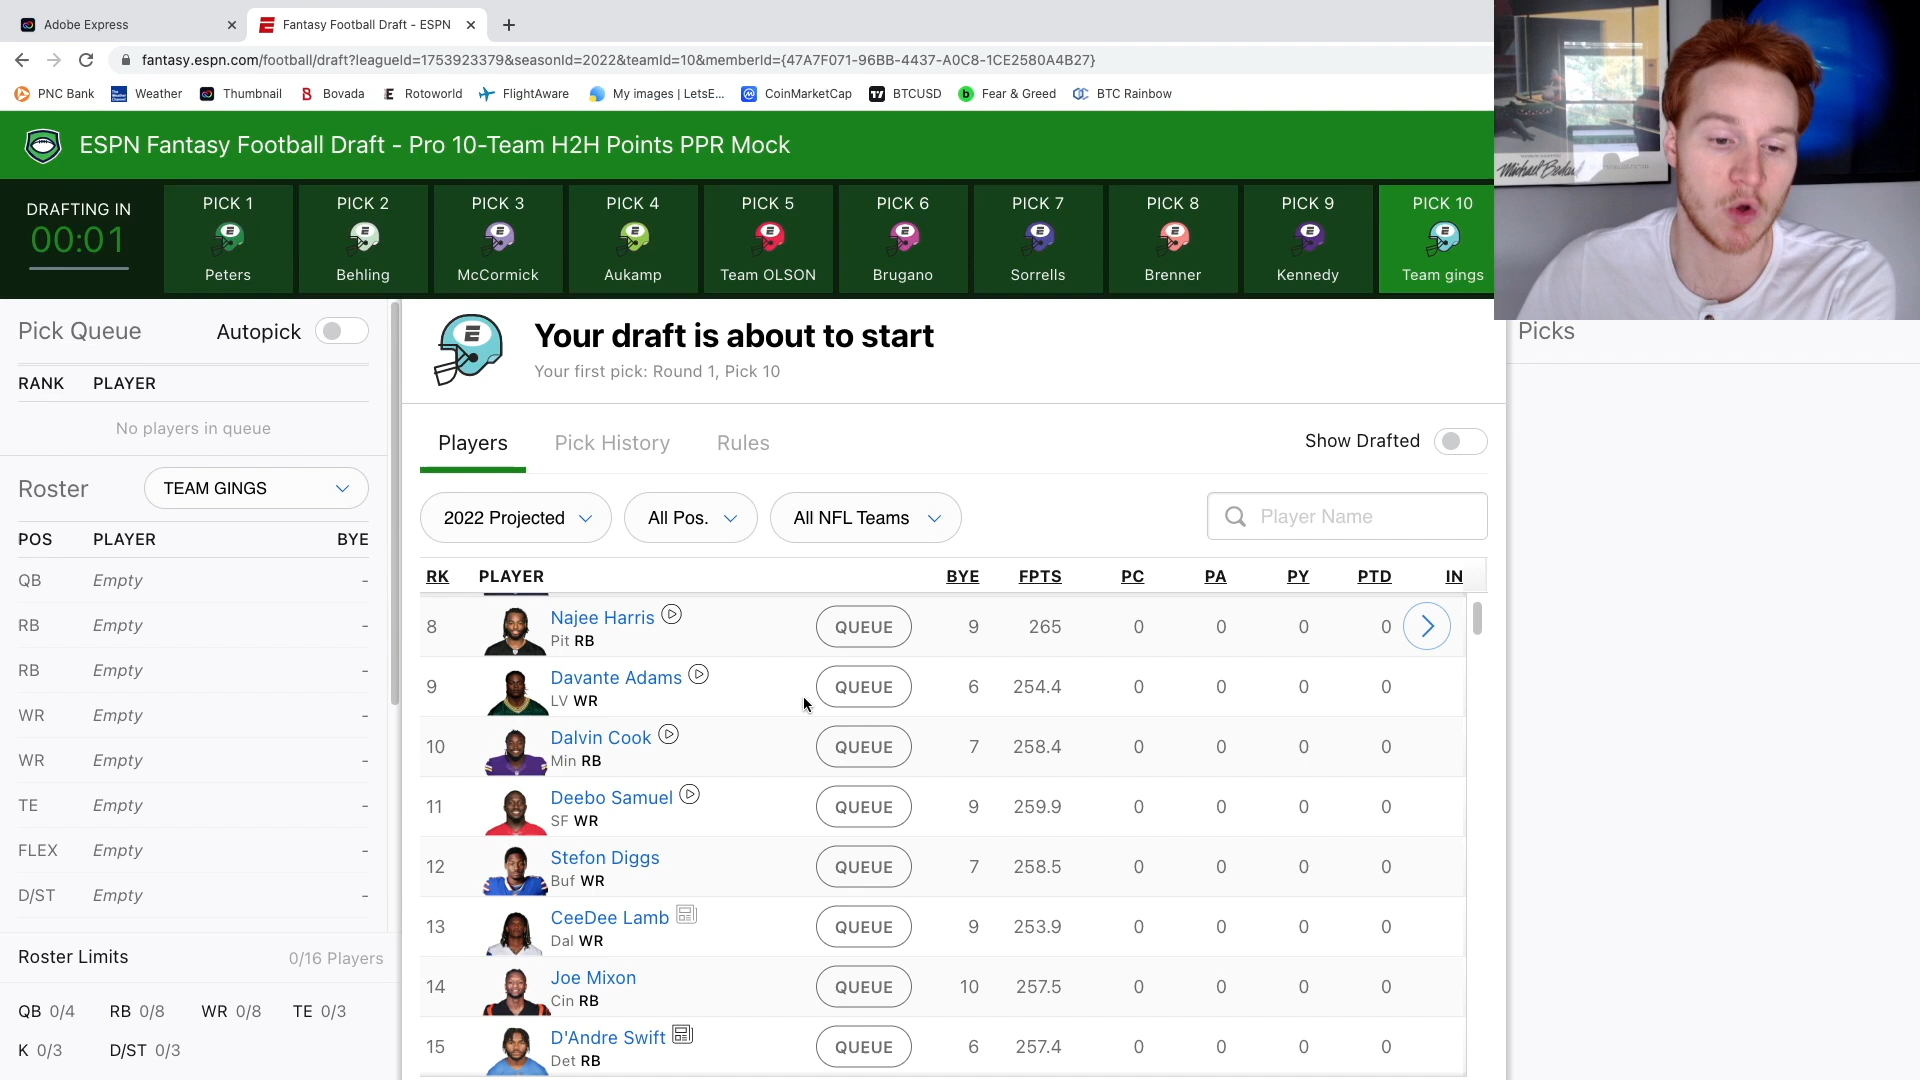 Adobe Express
Fantasy Football Draft - ESPN
fantasy.espn.com/football/draft?leagueId=1753923379&seasonId=2022&teamId=10&memberId={47A7F071-96BB-4437-A0C8-1CE2580A4B27}
PNC Bank Weather Thumbnail Bovada Rotoworld FlightAware My images | LetsE... CoinMarketCap BTCUSD Fear & Greed BTC Rainbow
ESPN Fantasy Football Draft - Pro 10-Team H2H Points PPR Mock
DRAFTING IN
00:01
PICK 1
Peters
PICK 2
Behling
PICK 3
McCormick
PICK 4
Aukamp
PICK 5
Team OLSON
PICK 6
Brugano
PICK 7
Sorrells
PICK 8
Brenner
PICK 9
Kennedy
PICK 10
Team gings
Pick Queue Autopick
RANK PLAYER
No players in queue
Roster TEAM GINGS
POS PLAYER BYE
QB Empty -
RB Empty -
RB Empty -
WR Empty -
WR Empty -
TE Empty -
FLEX Empty -
D/ST Empty -
Roster Limits 0/16 Players
QB 0/4 RB 0/8 WR 0/8 TE 0/3
K 0/3 D/ST 0/3
Your draft is about to start
Your first pick: Round 1, Pick 10
Players Pick History Rules Show Drafted
2022 Projected All Pos. All NFL Teams Player Name
RK PLAYER BYE FPTS PC PA PY PTD IN
8 Najee Harris QUEUE 9 265 0 0 0 0
Pit RB
9 Davante Adams QUEUE 6 254.4 0 0 0 0
LV WR
10 Dalvin Cook QUEUE 7 258.4 0 0 0 0
Min RB
11 Deebo Samuel QUEUE 9 259.9 0 0 0 0
SF WR
12 Stefon Diggs QUEUE 7 258.5 0 0 0 0
Buf WR
13 CeeDee Lamb QUEUE 9 253.9 0 0 0 0
Dal WR
14 Joe Mixon QUEUE 10 257.5 0 0 0 0
Cin RB
15 D'Andre Swift QUEUE 6 257.4 0 0 0 0
Det RB
Picks